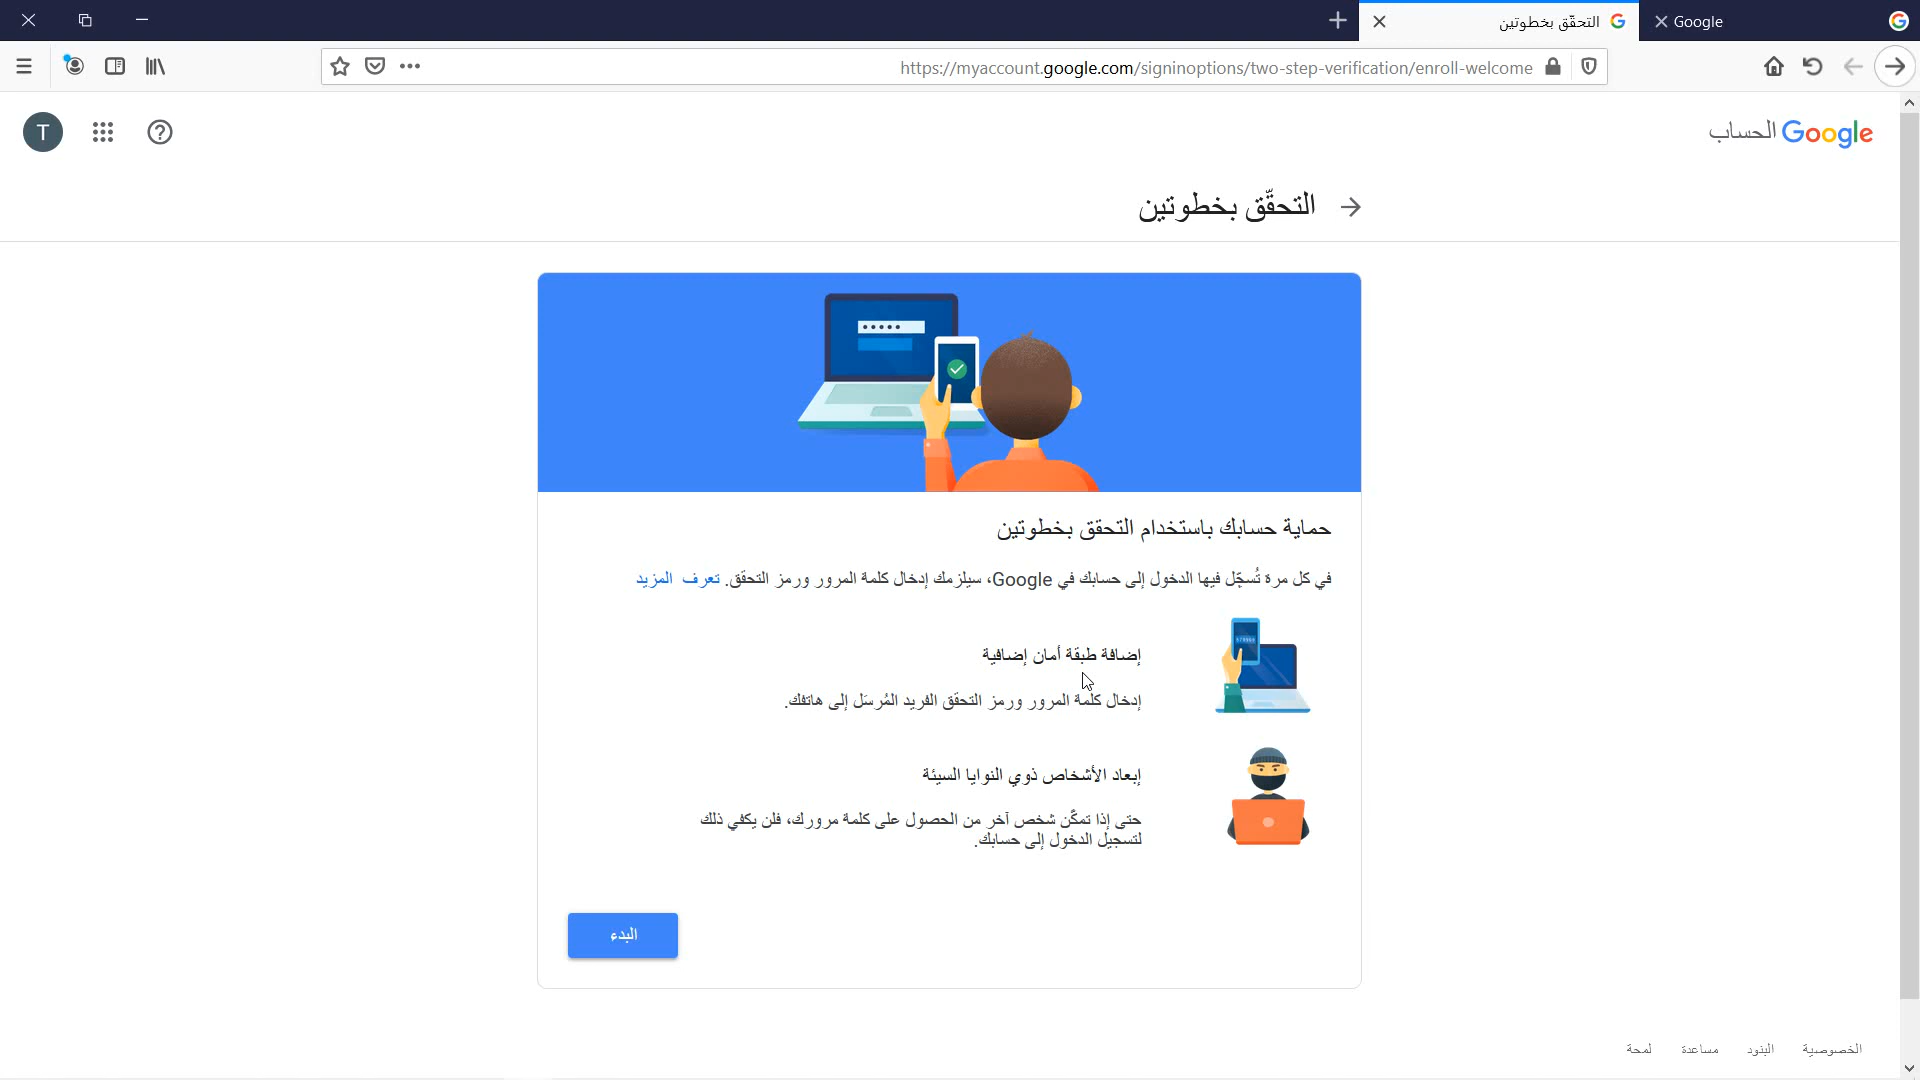 Google
التحقّق بخطوتين
https://myaccount.google.com/signinoptions/two-step-verification/enroll-welcome
Google الحساب
T
التحقّق بخطوتين
حماية حسابك باستخدام التحقق بخطوتين
في كل مرة تُسجّل فيها الدخول إلى حسابك في Google، سيلزمك إدخال كلمة المرور ورمز التحقق. تعرف المزيد
إضافة طبقة أمان إضافية
إدخال كلمة المرور ورمز التحقق الفريد المُرسَل إلى هاتفك.
إبعاد الأشخاص ذوي النوايا السيئة
حتى إذا تمكَّن شخص آخر من الحصول على كلمة مرورك، فلن يكفي ذلك
لتسجيل الدخول إلى حسابك.
البدء
الخصوصية البنود مساعدة لمحة